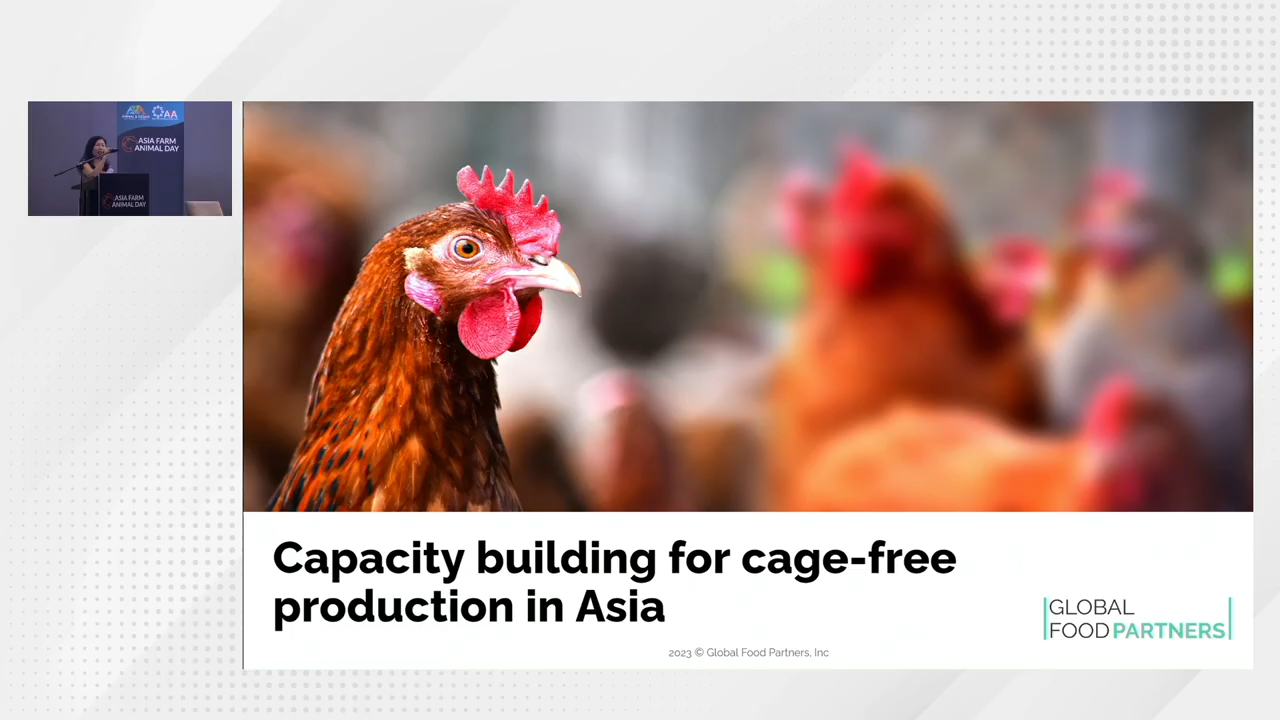 AA
ASIA FARM
ANIMAL DAY
ASIA FARM
ANIMAL DAY
Capacity building for cage-free
production in Asia
GLOBAL
FOOD PARTNERS
2023 © Global Food Partners, Inc